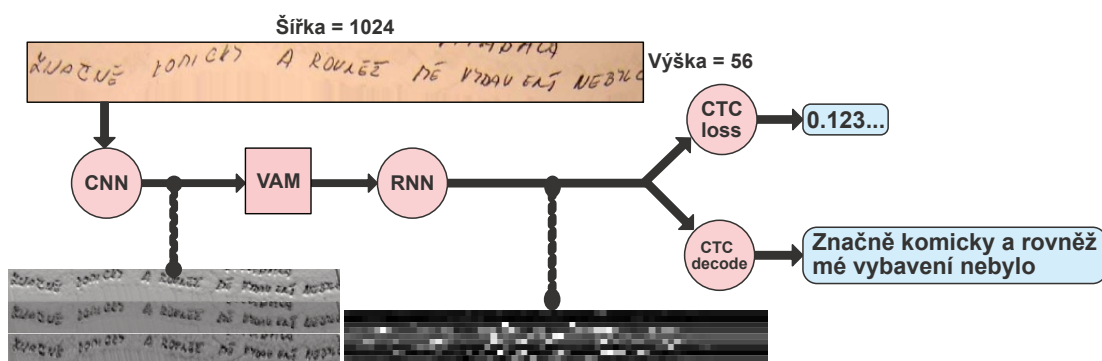 Šířka = 1024
ZNAČNĚ KOMICKY A ROVNĚŽ MÉ VYBAVENÍ NEBYLO
Výška = 56
CTC loss
0.123...
CNN
VAM
RNN
CTC decode
Značně komicky a rovněž
mé vybavení nebylo